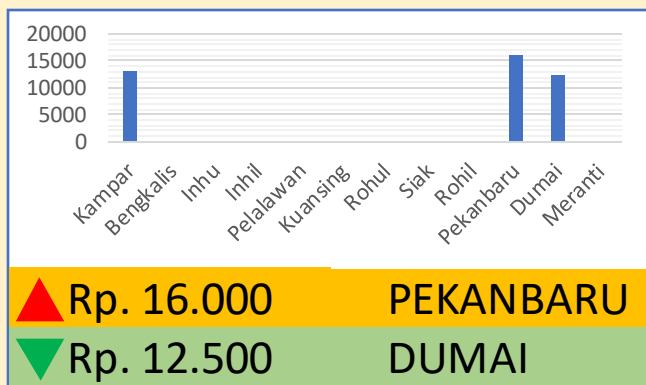 20000
15000
10000
5000
0
Kampar
Bengkalis
Inhu
Inhil
Pelalawan
Kuansing
Rohul
Siak
Rohil
Pekanbaru
Dumai
Meranti
Rp. 16.000 PEKANBARU
Rp. 12.500 DUMAI